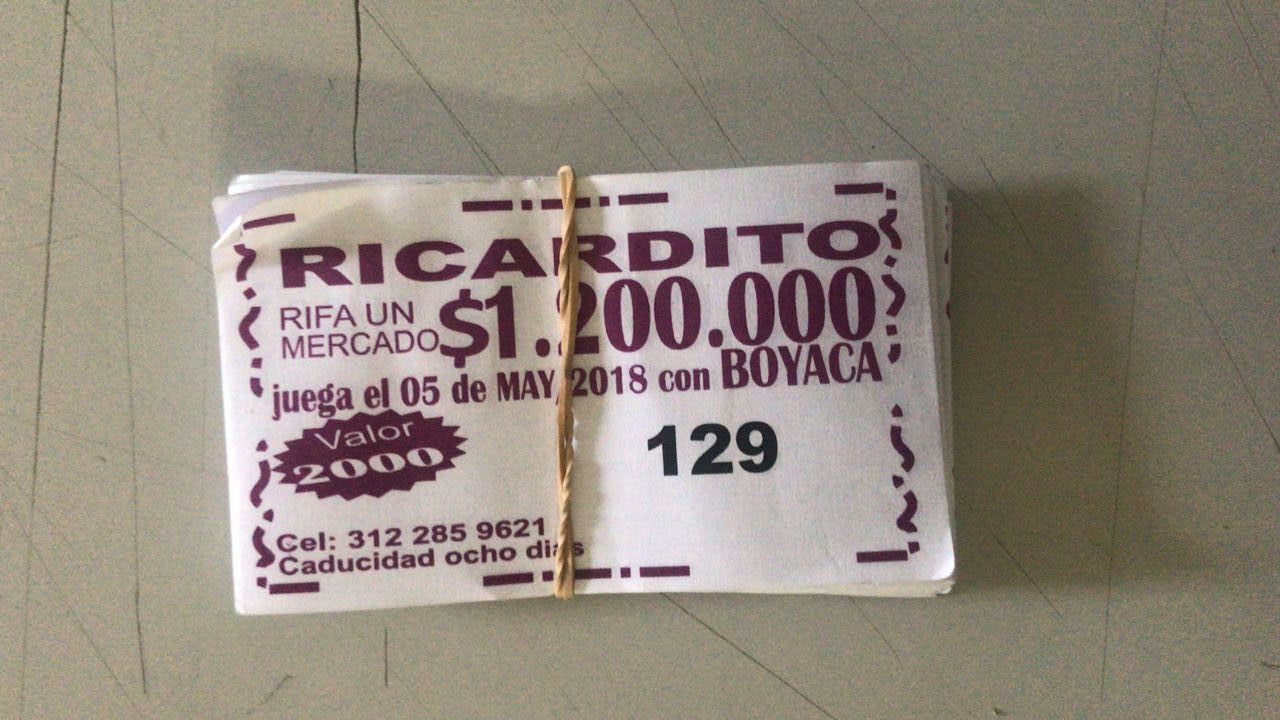 RICARDITO
RIFA UN
MERCADO $1.200.000
juega el 05 de MAY/2018 con BOYACA
Valor
2000
129
Cel: 312 285 9621
Caducidad ocho dias